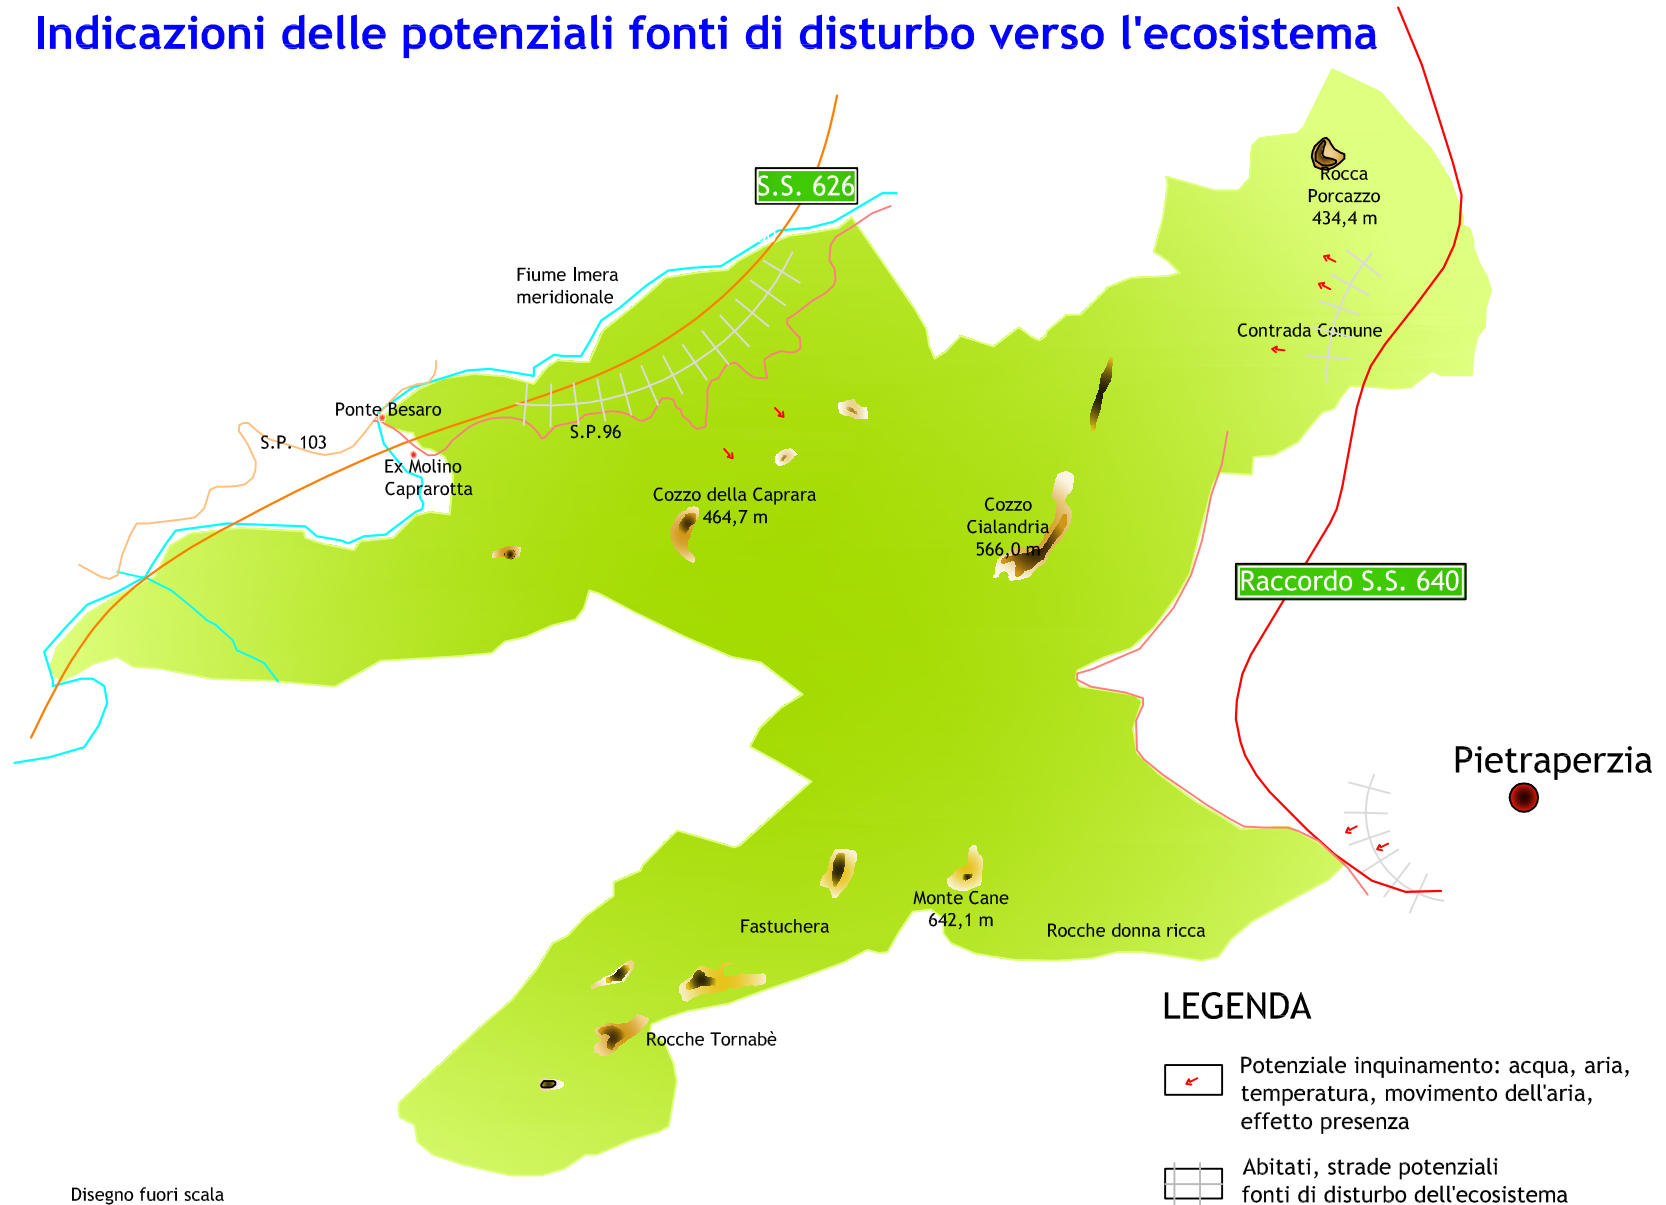 Indicazioni delle potenziali fonti di disturbo verso l'ecosistema
S.S. 626
Rocca
Porcazzo
434,4 m
Fiume Imera
meridionale
Contrada Comune
Ponte Besaro
S.P. 103
S.P.96
Ex Molino
Caprarotta
Cozzo della Caprara
464,7 m
Cozzo
Cialandria
566,0 m
Raccordo S.S. 640
Pietraperzia
Monte Cane
642,1 m
Fastuchera
Rocche donna ricca
Rocche Tornabè
LEGENDA
Potenziale inquinamento: acqua, aria,
temperatura, movimento dell'aria,
effetto presenza
Abitati, strade potenziali
fonti di disturbo dell'ecosistema
Disegno fuori scala